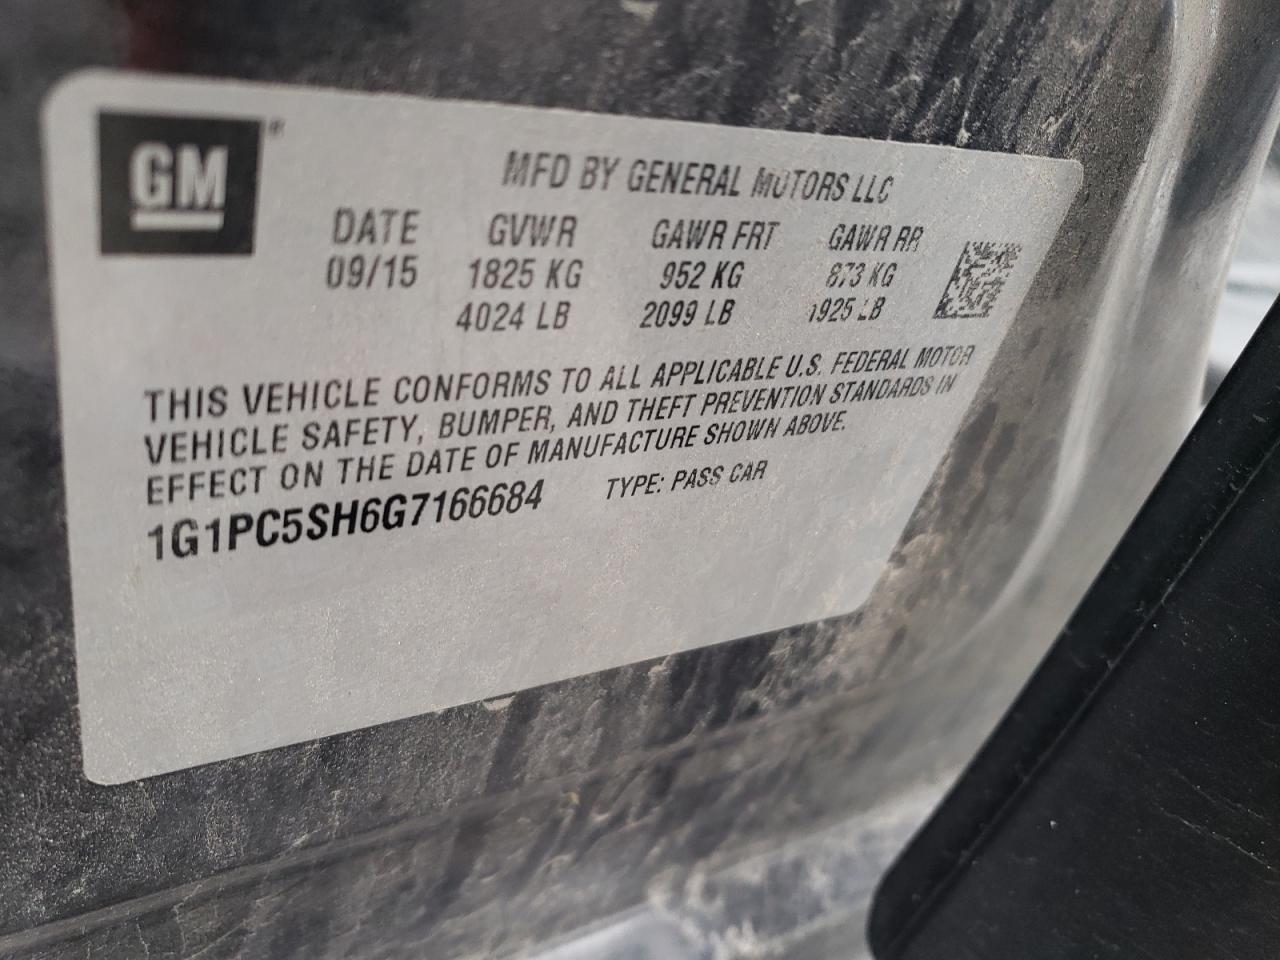 GM
MFD BY GENERAL MOTORS LLC
DATE GVWR GAWR FRT GAWR RR
09/15 1825 KG 952 KG 873 KG
4024 LB 2099 LB 1925 LB
THIS VEHICLE CONFORMS TO ALL APPLICABLE U.S. FEDERAL MOTOR
VEHICLE SAFETY, BUMPER, AND THEFT PREVENTION STANDARDS IN
EFFECT ON THE DATE OF MANUFACTURE SHOWN ABOVE.
1G1PC5SH6G7166684 TYPE: PASS CAR